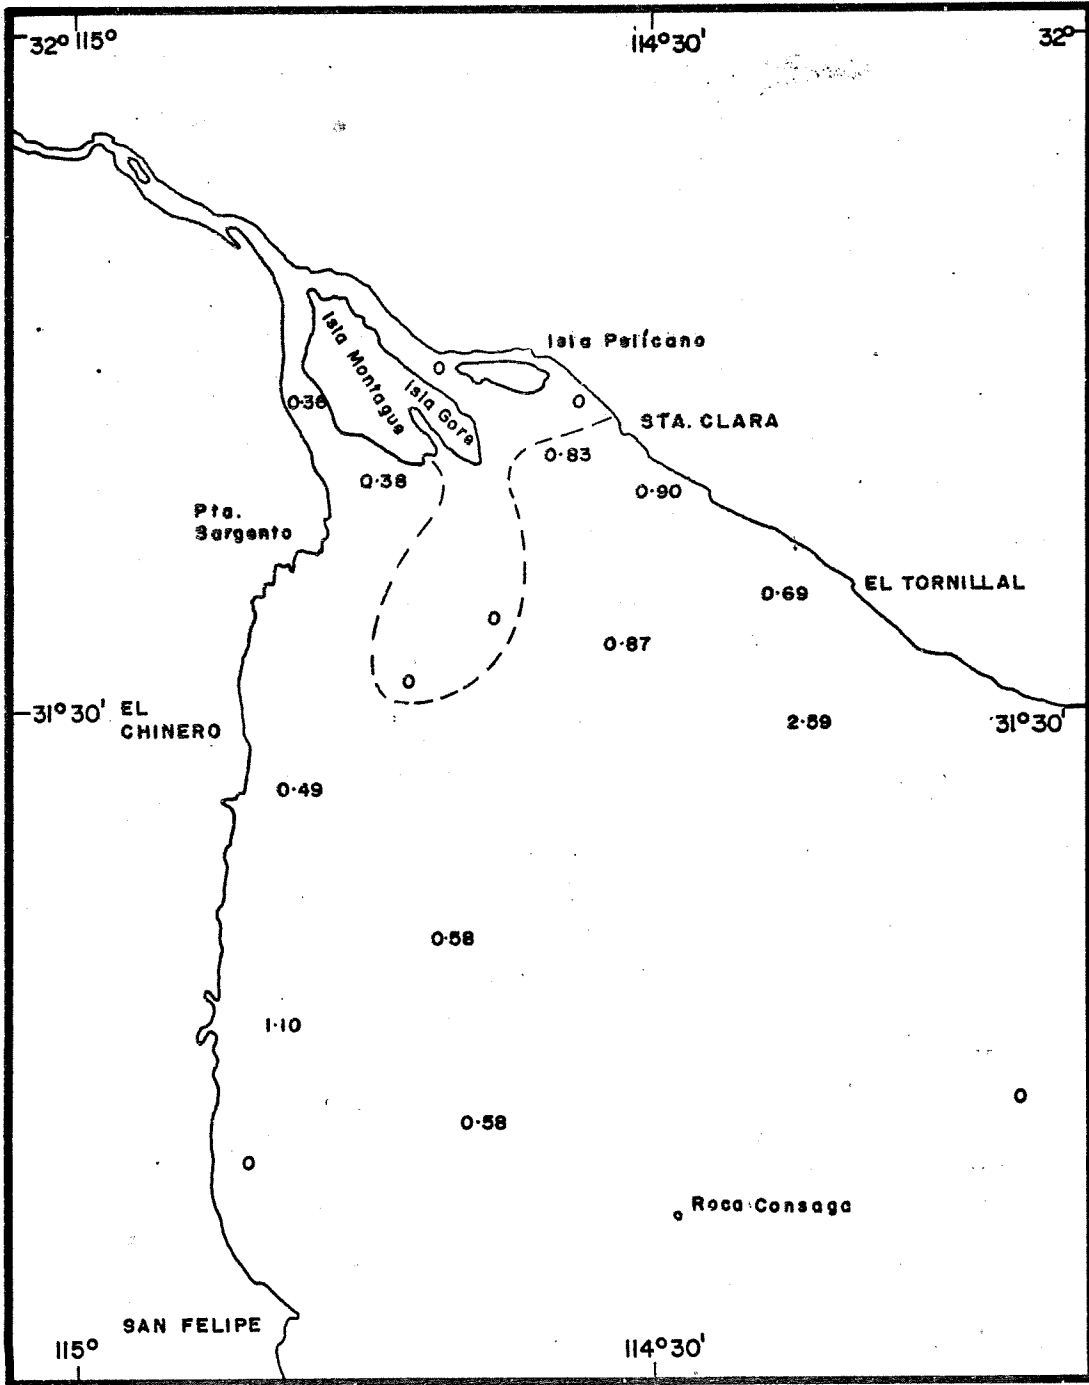 32° 115°
114°30'
32°
Isla Pelícano
Isla Montague
Isla Gore
0
0
0·36
STA. CLARA
0·83
0·38
0·90
Pta.
Sargento
EL TORNILLAL
0·69
0
0·87
0
31°30'
EL
CHINERO
2·59
31°30'
0·49
0·58
1·10
0
0·58
0
Roca Consaga
SAN FELIPE
115°
114°30'